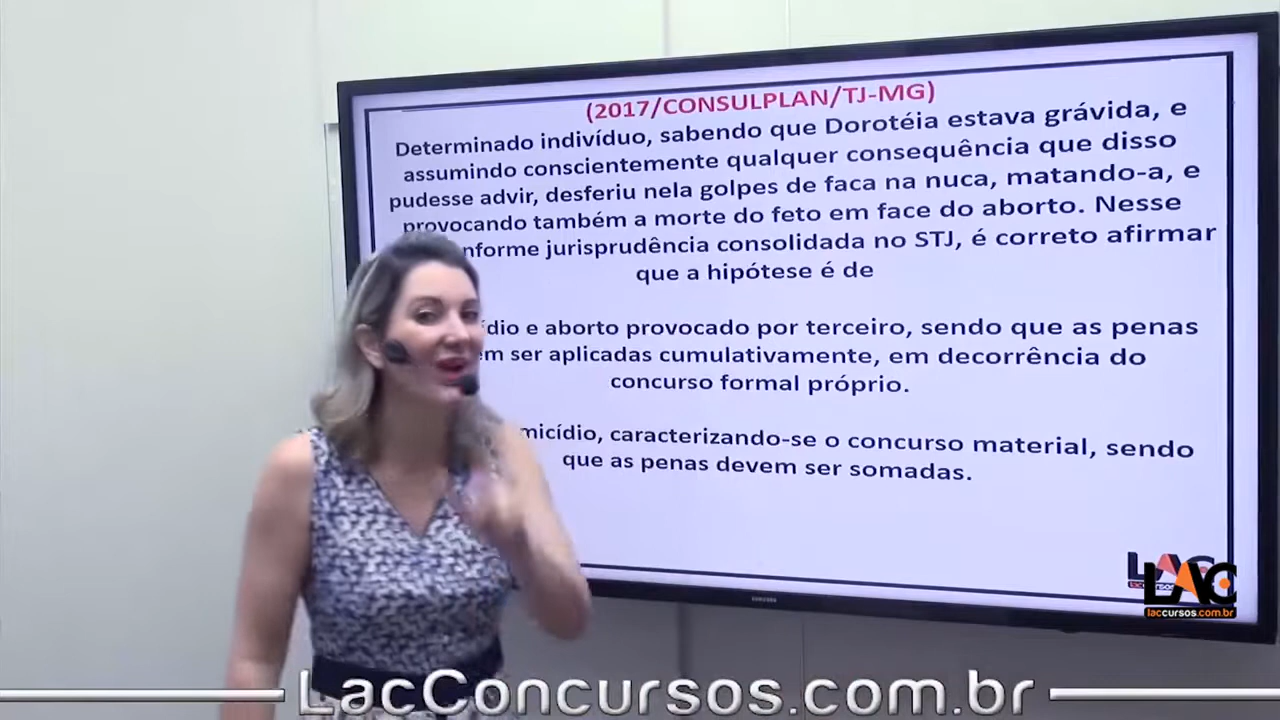 (2017/CONSULPLAN/TJ-MG)
Determinado indivíduo, sabendo que Dorotéia estava grávida, e
assumindo conscientemente qualquer consequência que disso
pudesse advir, desferiu nela golpes de faca na nuca, matando-a, e
provocando também a morte do feto em face do aborto. Nesse
nforme jurisprudência consolidada no STJ, é correto afirmar
que a hipótese é de
ídio e aborto provocado por terceiro, sendo que as penas
m ser aplicadas cumulativamente, em decorrência do
concurso formal próprio.
micídio, caracterizando-se o concurso material, sendo
que as penas devem ser somadas.
SAMSUNG
LAC
laccursos
LAC
laccursos.com.br
LacConcursos.com.br